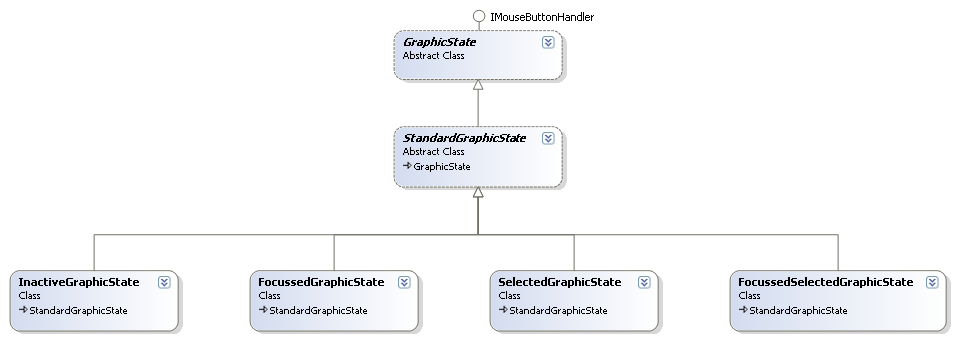 IMouseButtonHandler
GraphicState
Abstract Class
StandardGraphicState
Abstract Class
GraphicState
InactiveGraphicState
Class
StandardGraphicState
FocussedGraphicState
Class
StandardGraphicState
SelectedGraphicState
Class
StandardGraphicState
FocussedSelectedGraphicState
Class
StandardGraphicState